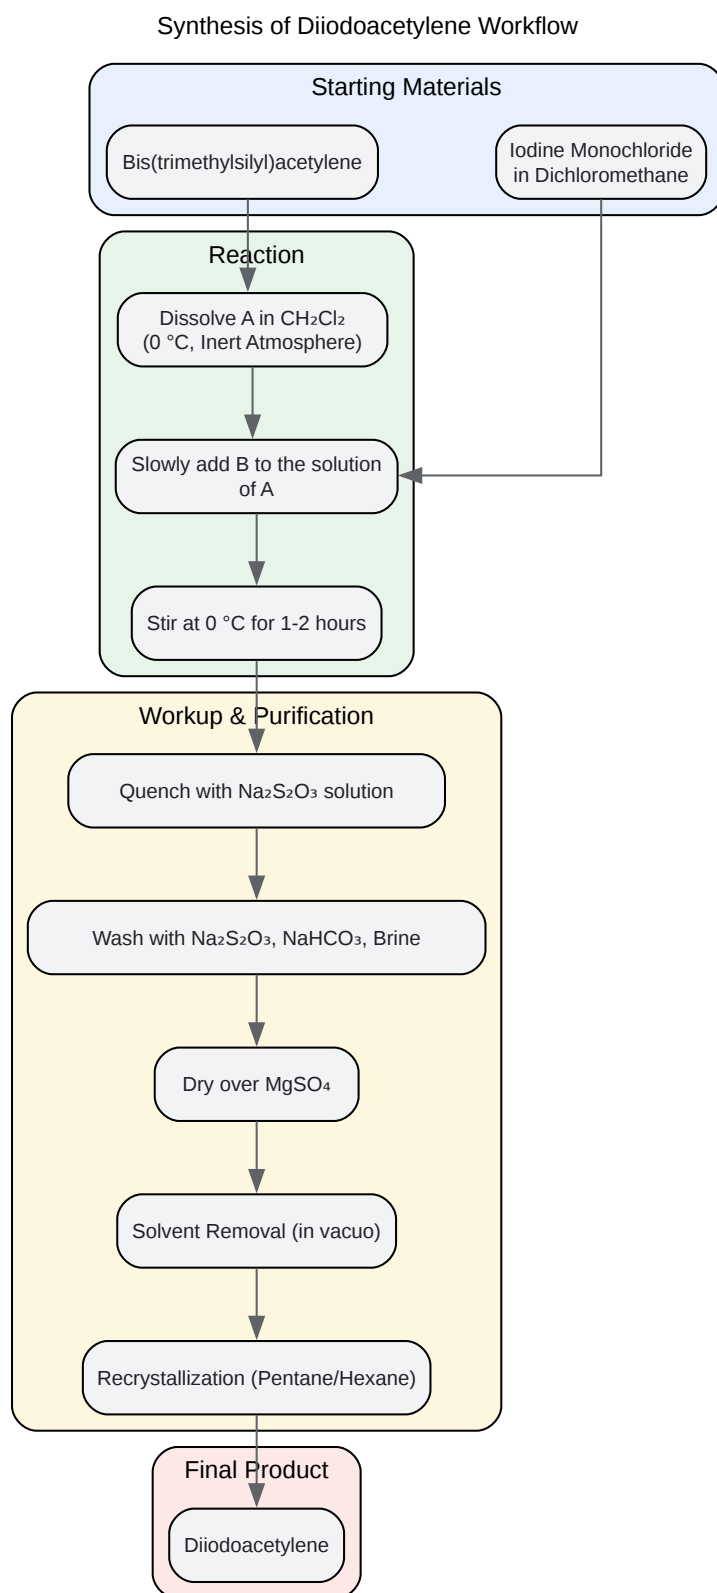 Synthesis of Diiodoacetylene Workflow
Starting Materials
Bis(trimethylsilyl)acetylene
Iodine Monochloride
in Dichloromethane
Reaction
Dissolve A in CH₂Cl₂
(0 °C, Inert Atmosphere)
Slowly add B to the solution
of A
Stir at 0 °C for 1-2 hours
Workup & Purification
Quench with Na₂S₂O₃ solution
Wash with Na₂S₂O₃, NaHCO₃, Brine
Dry over MgSO₄
Solvent Removal (in vacuo)
Recrystallization (Pentane/Hexane)
Final Product
Diiodoacetylene